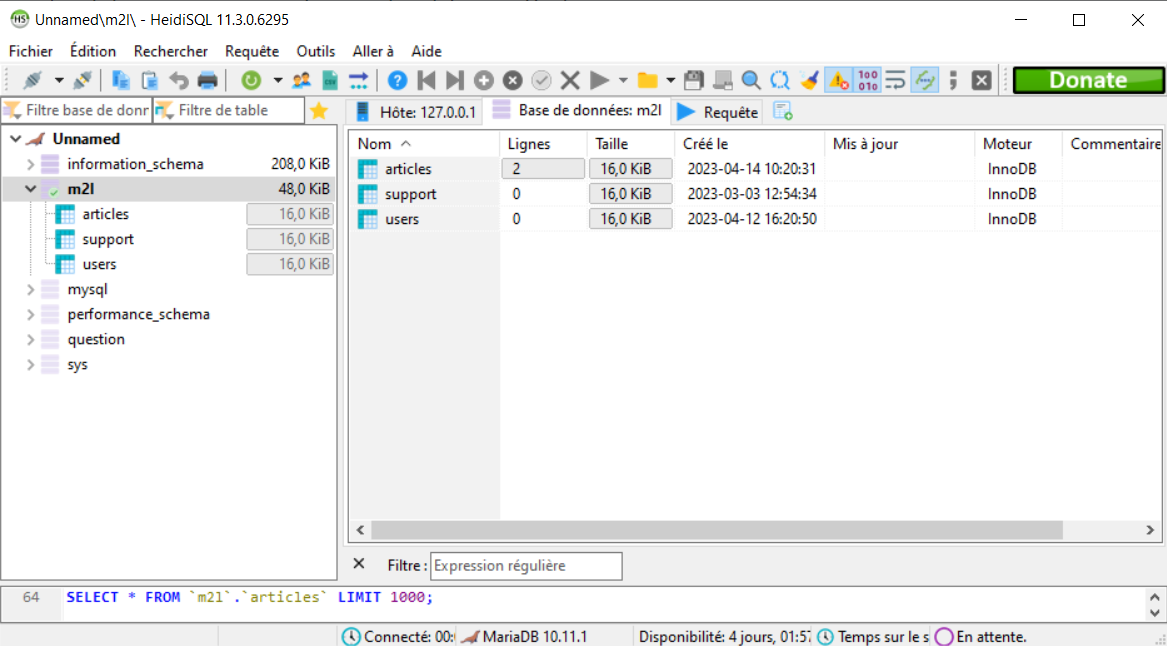 HS Unnamed\m2l\ - HeidiSQL 11.3.0.6295
Fichier Édition Rechercher Requête Outils Aller à Aide
Donate
Filtre base de donr Filtre de table
Hôte: 127.0.0.1 Base de données: m2l Requête
Unnamed
information_schema 208,0 KiB
m2l 48,0 KiB
articles 16,0 KiB
support 16,0 KiB
users 16,0 KiB
mysql
performance_schema
question
sys
Nom Lignes Taille Créé le Mis à jour Moteur Commentaire
articles 2 16,0 KiB 2023-04-14 10:20:31 InnoDB
support 0 16,0 KiB 2023-03-03 12:54:34 InnoDB
users 0 16,0 KiB 2023-04-12 16:20:50 InnoDB
Filtre : Expression régulière
64 SELECT * FROM `m2l`.`articles` LIMIT 1000;
Connecté: 00: MariaDB 10.11.1 Disponibilité: 4 jours, 01:57 Temps sur le s En attente.